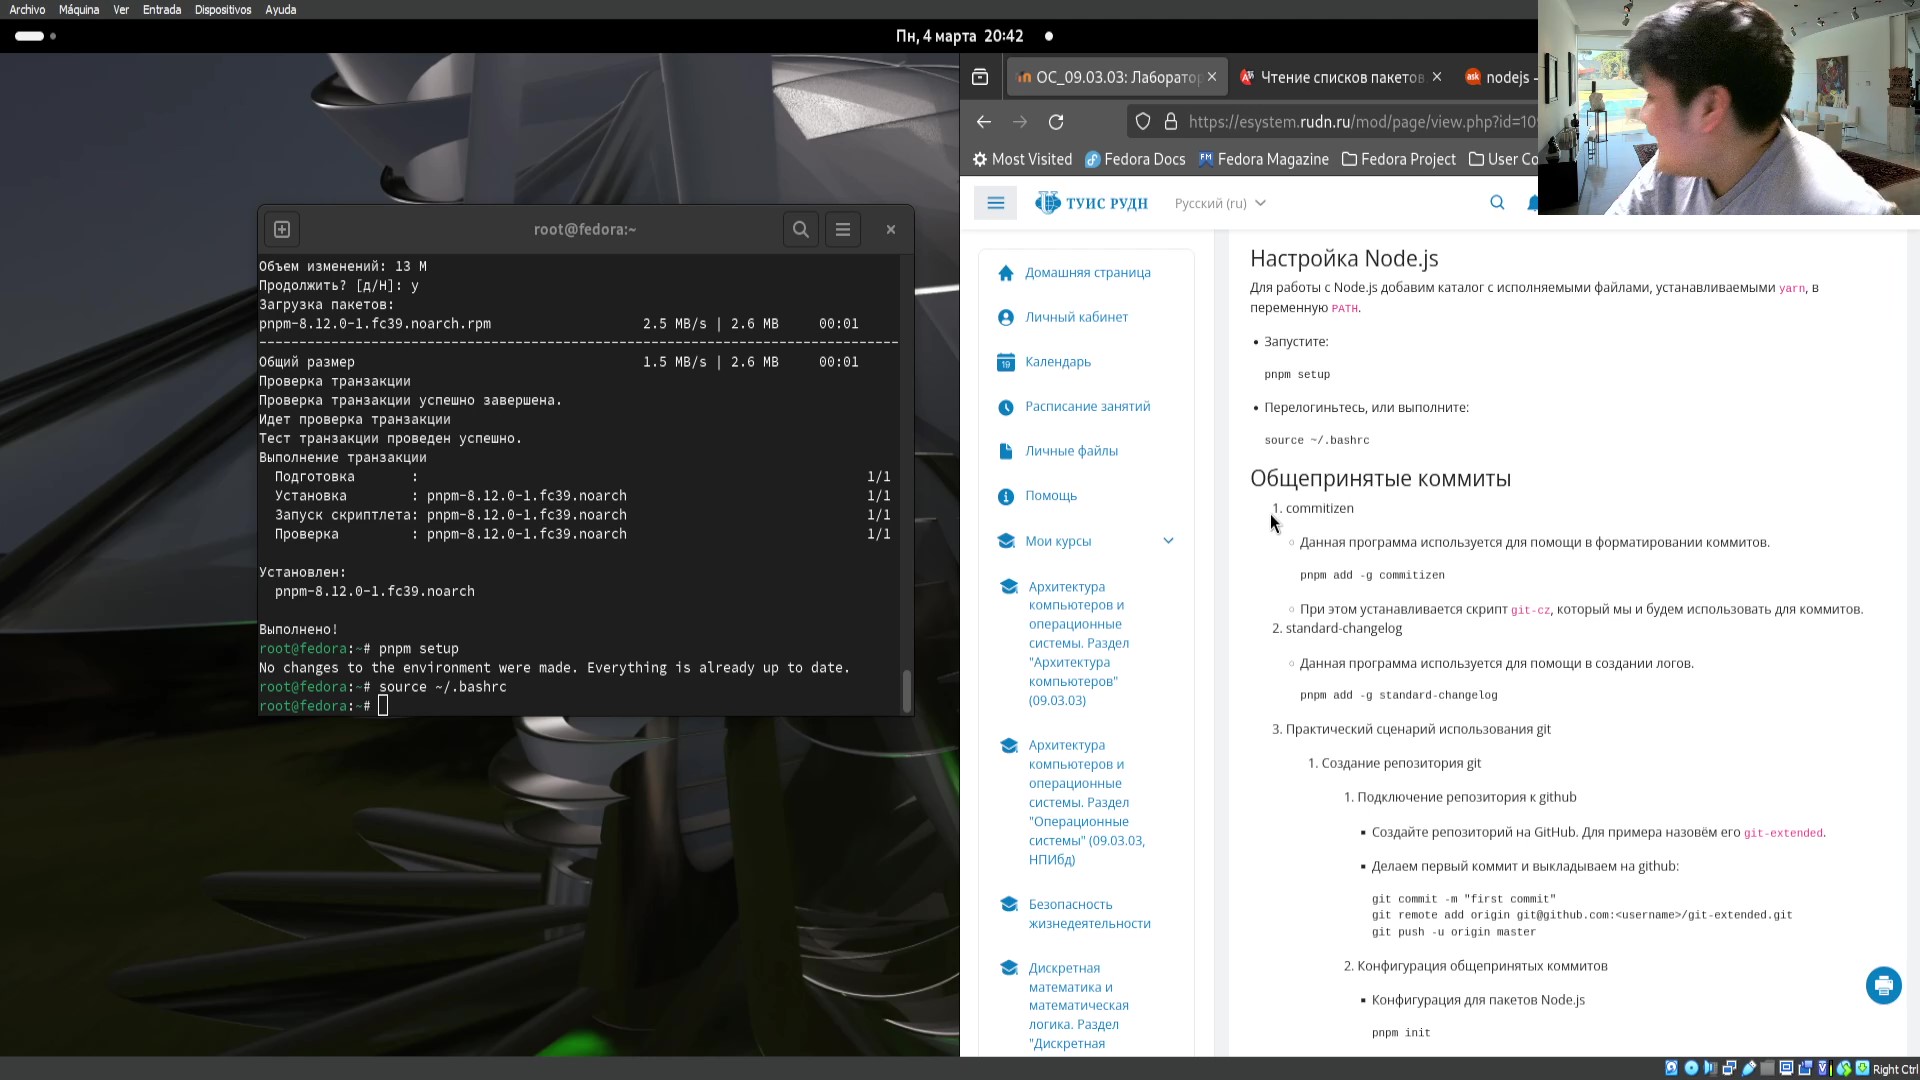 Archivo Máquina Ver Entrada Dispositivos Ayuda
Пн, 4 марта 20:42
root@fedora:~
Объем изменений: 13 M
Продолжить? [д/Н]: y
Загрузка пакетов:
pnpm-8.12.0-1.fc39.noarch.rpm 2.5 MB/s | 2.6 MB 00:01
--------------------------------------------------------------------------------
Общий размер 1.5 MB/s | 2.6 MB 00:01
Проверка транзакции
Проверка транзакции успешно завершена.
Идет проверка транзакции
Тест транзакции проведен успешно.
Выполнение транзакции
Подготовка : 1/1
Установка : pnpm-8.12.0-1.fc39.noarch 1/1
Запуск скриптлета: pnpm-8.12.0-1.fc39.noarch 1/1
Проверка : pnpm-8.12.0-1.fc39.noarch 1/1
Установлен:
pnpm-8.12.0-1.fc39.noarch
Выполнено!
root@fedora:~# pnpm setup
No changes to the environment were made. Everything is already up to date.
root@fedora:~# source ~/.bashrc
root@fedora:~#
ОС_09.03.03: Лаборато Чтение списков пакетов nodejs -
https://esystem.rudn.ru/mod/page/view.php?id=10
Most Visited Fedora Docs Fedora Magazine Fedora Project User Co
ТУИС РУДН Русский (ru)
Домашняя страница
Личный кабинет
Календарь
Расписание занятий
Личные файлы
Помощь
Мои курсы
Архитектура
компьютеров и
операционные
системы. Раздел
"Архитектура
компьютеров"
(09.03.03)
Архитектура
компьютеров и
операционные
системы. Раздел
"Операционные
системы" (09.03.03,
НПИбд)
Безопасность
жизнедеятельности
Дискретная
математика и
математическая
логика. Раздел
"Дискретная
Настройка Node.js
Для работы с Node.js добавим каталог с исполняемыми файлами, устанавливаемыми yarn, в
переменную PATH.
• Запустите:
pnpm setup
• Перелогиньтесь, или выполните:
source ~/.bashrc
Общепринятые коммиты
1. commitizen
◦ Данная программа используется для помощи в форматировании коммитов.
pnpm add -g commitizen
◦ При этом устанавливается скрипт git-cz, который мы и будем использовать для коммитов.
2. standard-changelog
◦ Данная программа используется для помощи в создании логов.
pnpm add -g standard-changelog
3. Практический сценарий использования git
1. Создание репозитория git
1. Подключение репозитория к github
▪ Создайте репозиторий на GitHub. Для примера назовём его git-extended.
▪ Делаем первый коммит и выкладываем на github:
git commit -m "first commit"
git remote add origin git@github.com:<username>/git-extended.git
git push -u origin master
2. Конфигурация общепринятых коммитов
▪ Конфигурация для пакетов Node.js
pnpm init
Right Ctrl